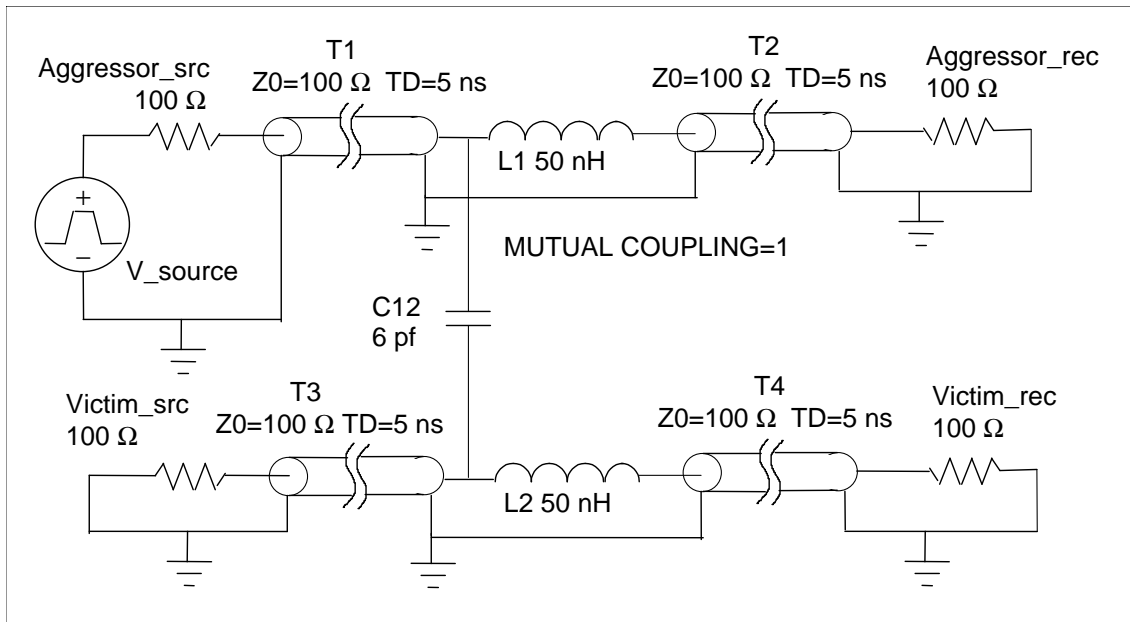 T1
Z0=100 Ω TD=5 ns
T2
Z0=100 Ω TD=5 ns
Aggressor_src
100 Ω
Aggressor_rec
100 Ω
L1 50 nH
+
−
V_source
MUTUAL COUPLING=1
C12
6 pf
T3
Z0=100 Ω TD=5 ns
T4
Z0=100 Ω TD=5 ns
Victim_src
100 Ω
Victim_rec
100 Ω
L2 50 nH